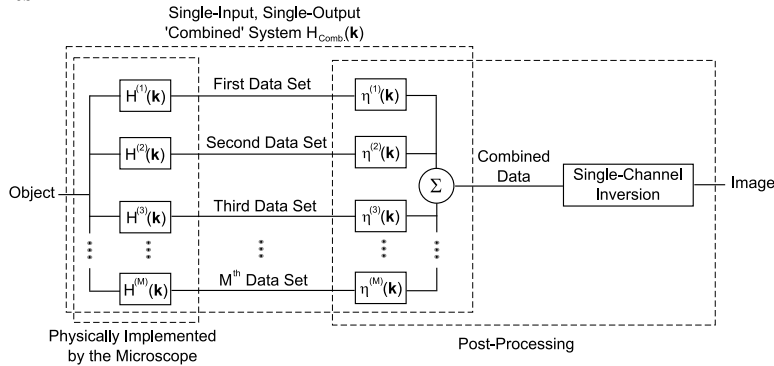 Single-Input, Single-Output
'Combined' System H_Comb.(k)
H^(1)(k) First Data Set η^(1)(k)
H^(2)(k) Second Data Set η^(2)(k)
Object Σ Combined Data Single-Channel Inversion Image
H^(3)(k) Third Data Set η^(3)(k)
H^(M)(k) M^th Data Set η^(M)(k)
Physically Implemented
by the Microscope
Post-Processing